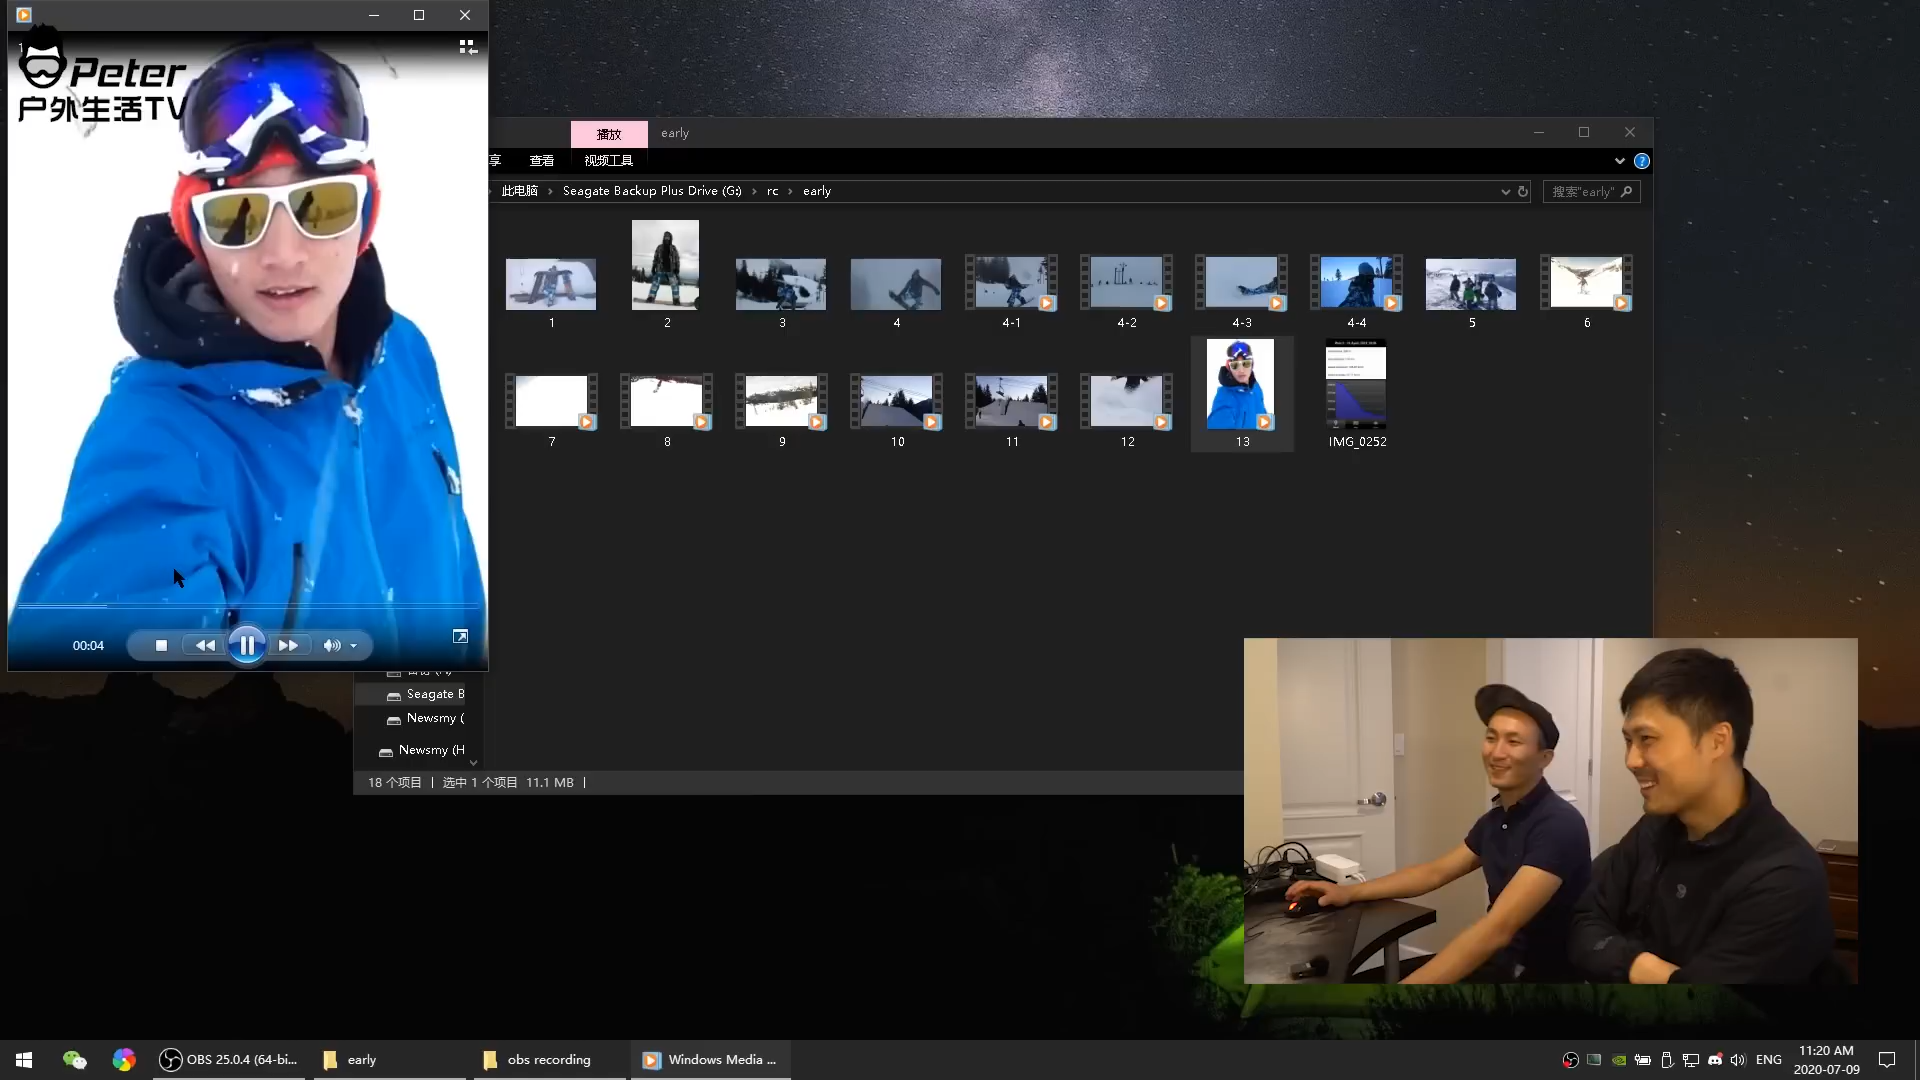 Peter
户外生活TV
00:04
播放
early
享
查看
视频工具
此电脑 › Seagate Backup Plus Drive (G:) › rc › early
搜索"early"
1
2
3
4
4-1
4-2
4-3
4-4
5
6
7
8
9
10
11
12
13
IMG_0252
Seagate B
Newsmy (
Newsmy (H
18 个项目
选中 1 个项目 11.1 MB
OBS 25.0.4 (64-bi...
early
obs recording
Windows Media ...
ENG
11:20 AM
2020-07-09